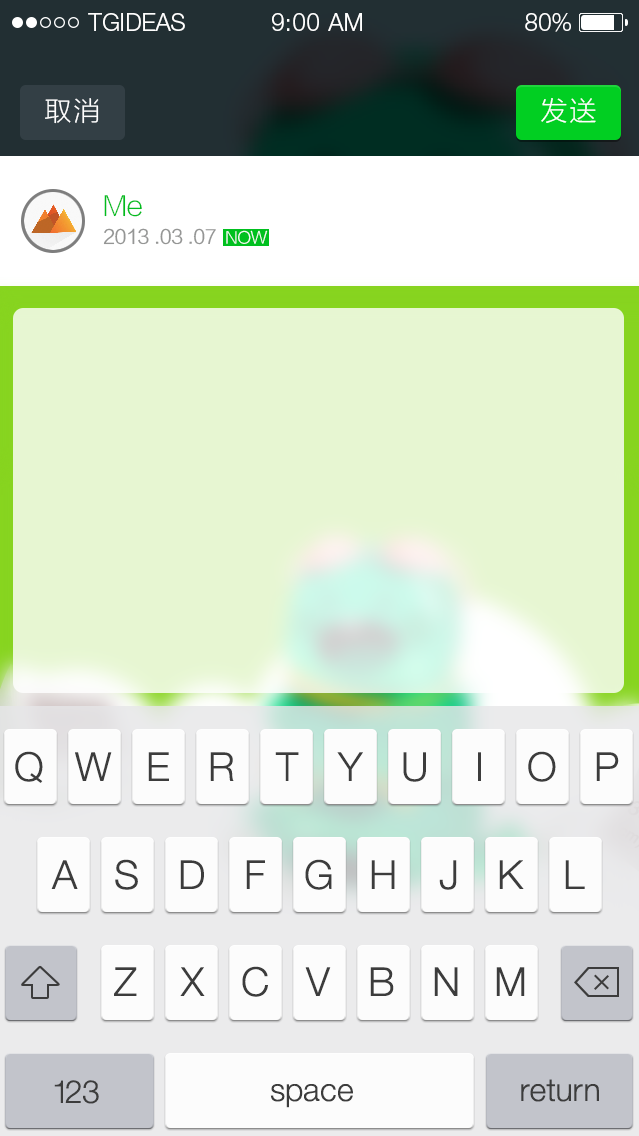 TGIDEAS 9:00 AM 80%
取消 发送
Me
2013 .03 .07 NOW
Q W E R T Y U I O P
A S D F G H J K L
Z X C V B N M
123 space return